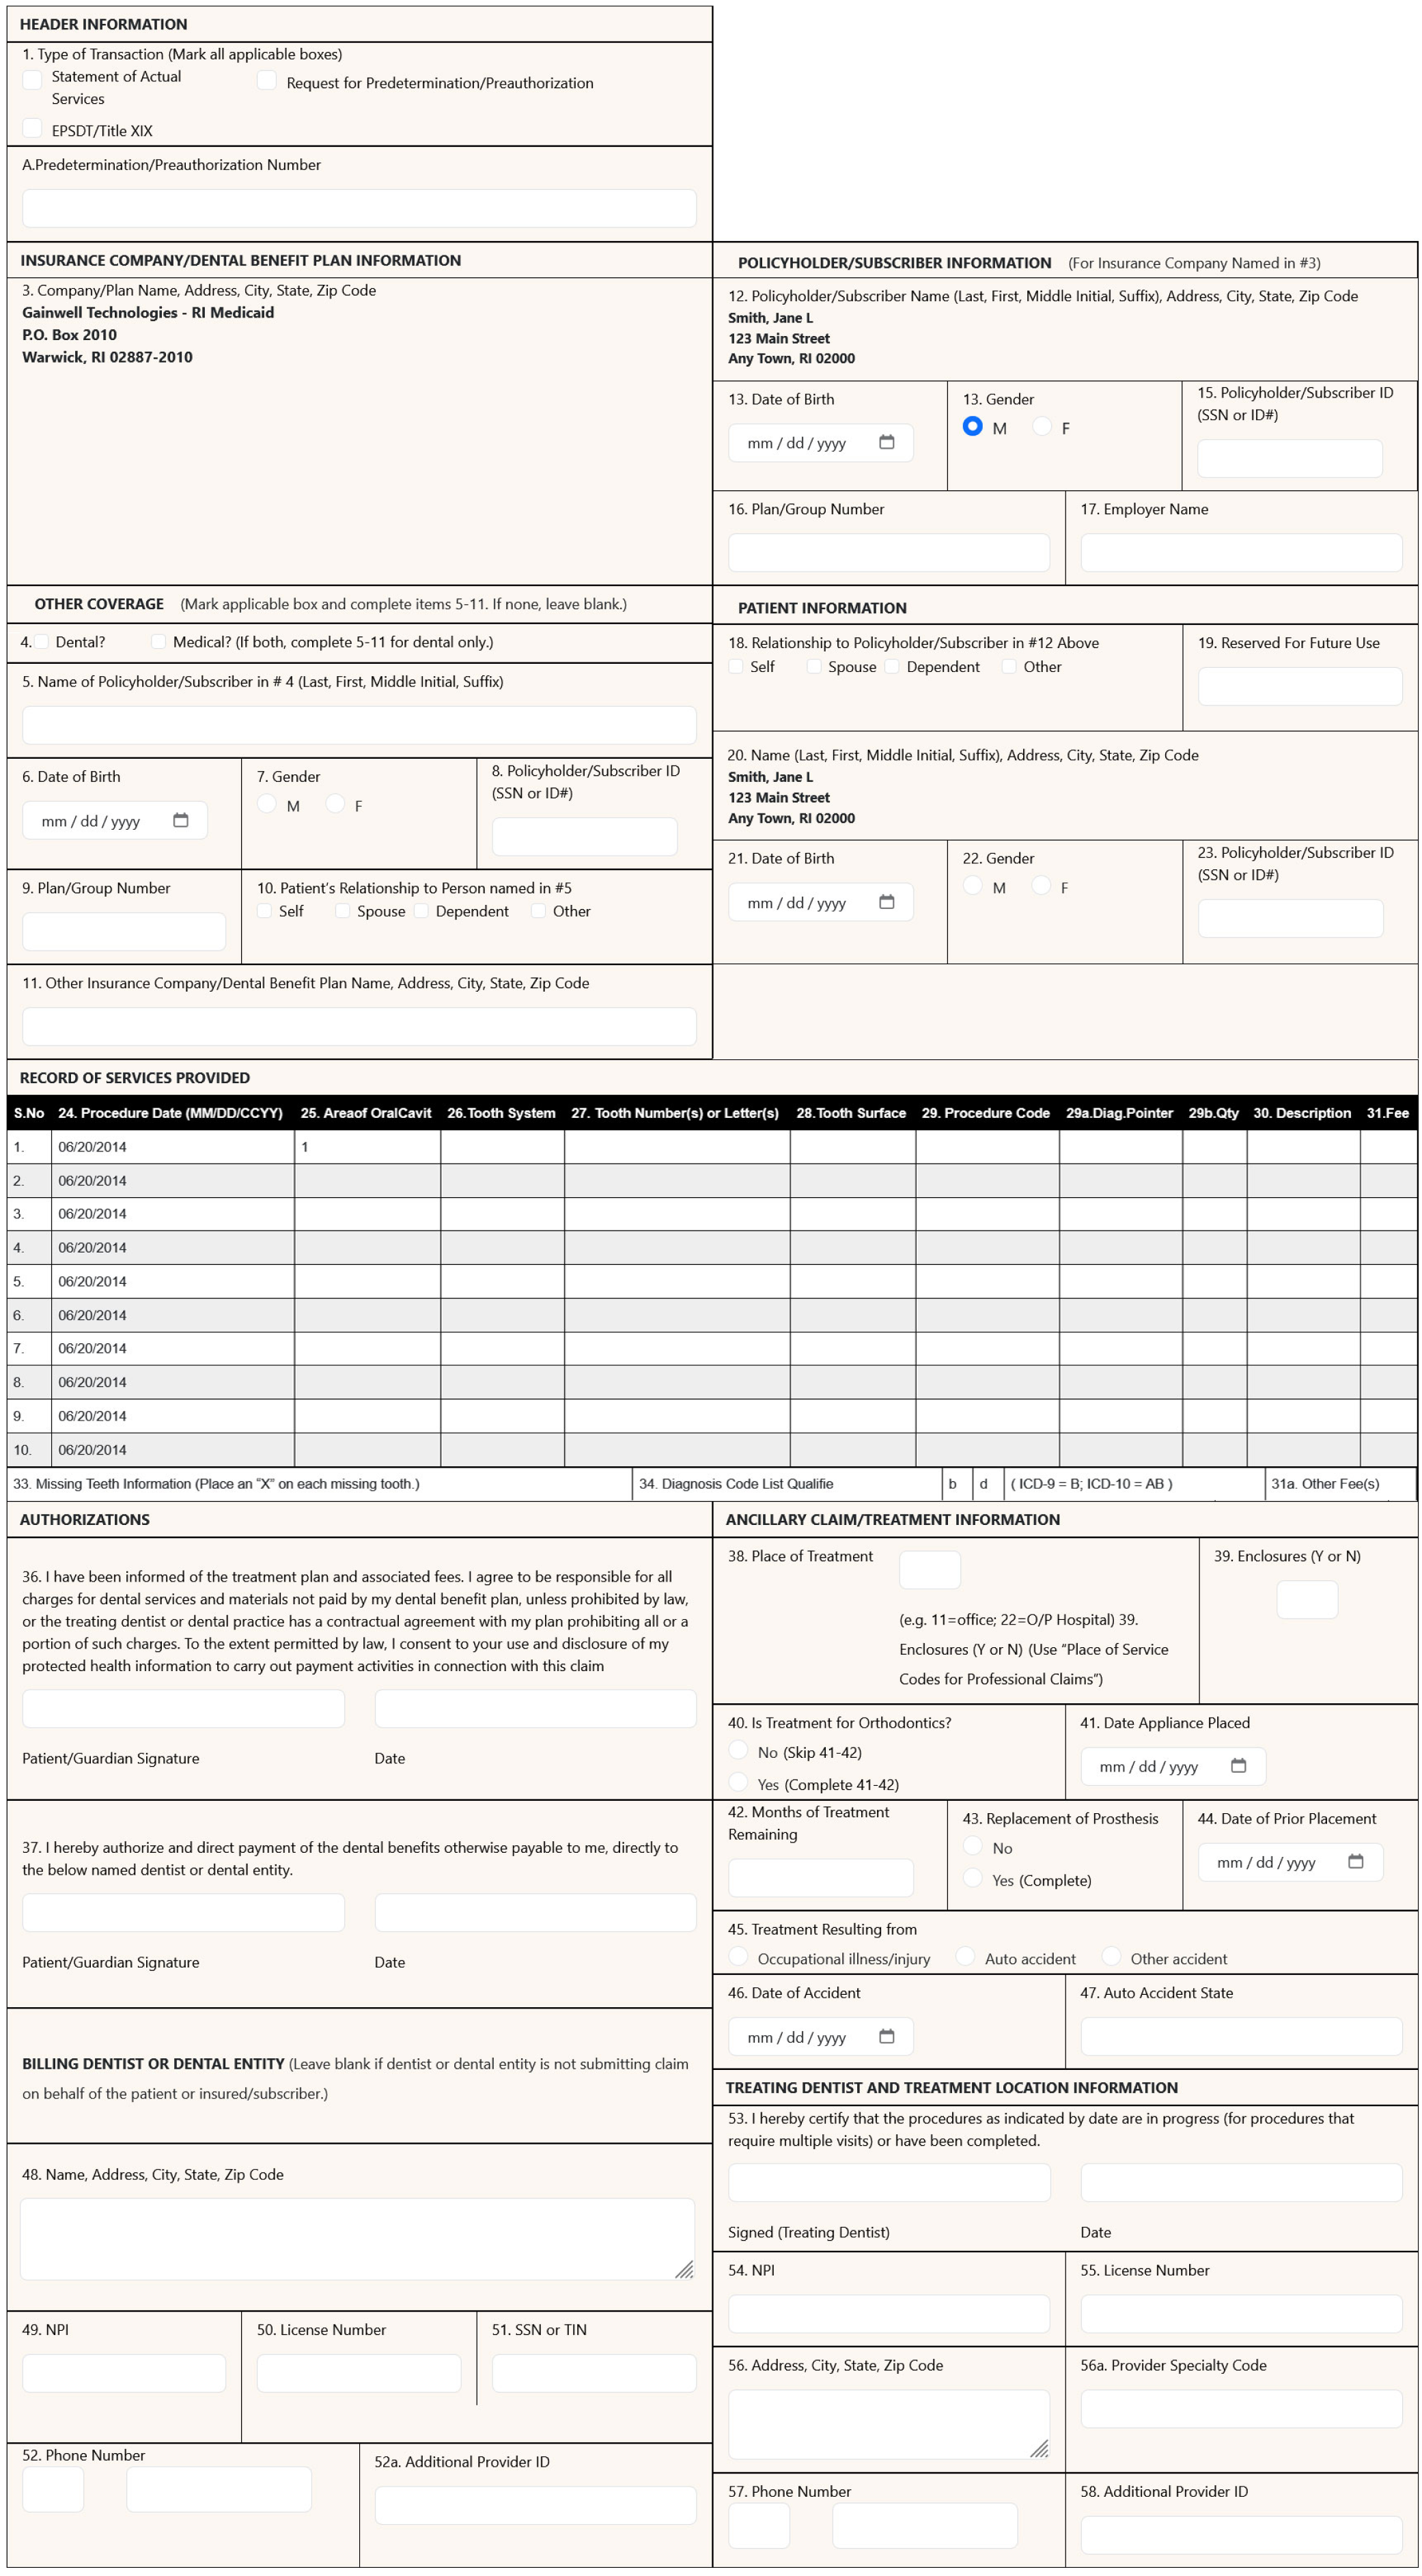 HEADER INFORMATION
1. Type of Transaction (Mark all applicable boxes)
Statement of Actual
Services
Request for Predetermination/Preauthorization
EPSDT/Title XIX
A.Predetermination/Preauthorization Number
INSURANCE COMPANY/DENTAL BENEFIT PLAN INFORMATION
3. Company/Plan Name, Address, City, State, Zip Code
Gainwell Technologies - RI Medicaid
P.O. Box 2010
Warwick, RI 02887-2010
POLICYHOLDER/SUBSCRIBER INFORMATION (For Insurance Company Named in #3)
12. Policyholder/Subscriber Name (Last, First, Middle Initial, Suffix), Address, City, State, Zip Code
Smith, Jane L
123 Main Street
Any Town, RI 02000
13. Date of Birth
mm / dd / yyyy
13. Gender
M F
15. Policyholder/Subscriber ID
(SSN or ID#)
16. Plan/Group Number
17. Employer Name
OTHER COVERAGE (Mark applicable box and complete items 5-11. If none, leave blank.)
4. Dental? Medical? (If both, complete 5-11 for dental only.)
5. Name of Policyholder/Subscriber in # 4 (Last, First, Middle Initial, Suffix)
6. Date of Birth
mm / dd / yyyy
7. Gender
M F
8. Policyholder/Subscriber ID
(SSN or ID#)
9. Plan/Group Number
10. Patient's Relationship to Person named in #5
Self Spouse Dependent Other
11. Other Insurance Company/Dental Benefit Plan Name, Address, City, State, Zip Code
PATIENT INFORMATION
18. Relationship to Policyholder/Subscriber in #12 Above
Self Spouse Dependent Other
19. Reserved For Future Use
20. Name (Last, First, Middle Initial, Suffix), Address, City, State, Zip Code
Smith, Jane L
123 Main Street
Any Town, RI 02000
21. Date of Birth
mm / dd / yyyy
22. Gender
M F
23. Policyholder/Subscriber ID
(SSN or ID#)
RECORD OF SERVICES PROVIDED
S.No 24. Procedure Date (MM/DD/CCYY) 25. Areaof OralCavit 26.Tooth System 27. Tooth Number(s) or Letter(s) 28.Tooth Surface 29. Procedure Code 29a.Diag.Pointer 29b.Qty 30. Description 31.Fee
1. 06/20/2014 1
2. 06/20/2014
3. 06/20/2014
4. 06/20/2014
5. 06/20/2014
6. 06/20/2014
7. 06/20/2014
8. 06/20/2014
9. 06/20/2014
10. 06/20/2014
33. Missing Teeth Information (Place an “X” on each missing tooth.) 34. Diagnosis Code List Qualifie b d ( ICD-9 = B; ICD-10 = AB ) 31a. Other Fee(s)
AUTHORIZATIONS
36. I have been informed of the treatment plan and associated fees. I agree to be responsible for all
charges for dental services and materials not paid by my dental benefit plan, unless prohibited by law,
or the treating dentist or dental practice has a contractual agreement with my plan prohibiting all or a
portion of such charges. To the extent permitted by law, I consent to your use and disclosure of my
protected health information to carry out payment activities in connection with this claim
Patient/Guardian Signature Date
37. I hereby authorize and direct payment of the dental benefits otherwise payable to me, directly to
the below named dentist or dental entity.
Patient/Guardian Signature Date
BILLING DENTIST OR DENTAL ENTITY (Leave blank if dentist or dental entity is not submitting claim
on behalf of the patient or insured/subscriber.)
48. Name, Address, City, State, Zip Code
49. NPI
50. License Number
51. SSN or TIN
52. Phone Number
52a. Additional Provider ID
ANCILLARY CLAIM/TREATMENT INFORMATION
38. Place of Treatment
(e.g. 11=office; 22=O/P Hospital) 39.
Enclosures (Y or N) (Use "Place of Service
Codes for Professional Claims")
39. Enclosures (Y or N)
40. Is Treatment for Orthodontics?
No (Skip 41-42)
Yes (Complete 41-42)
41. Date Appliance Placed
mm / dd / yyyy
42. Months of Treatment
Remaining
43. Replacement of Prosthesis
No
Yes (Complete)
44. Date of Prior Placement
mm / dd / yyyy
45. Treatment Resulting from
Occupational illness/injury Auto accident Other accident
46. Date of Accident
mm / dd / yyyy
47. Auto Accident State
TREATING DENTIST AND TREATMENT LOCATION INFORMATION
53. I hereby certify that the procedures as indicated by date are in progress (for procedures that
require multiple visits) or have been completed.
Signed (Treating Dentist) Date
54. NPI
55. License Number
56. Address, City, State, Zip Code
56a. Provider Specialty Code
57. Phone Number
58. Additional Provider ID